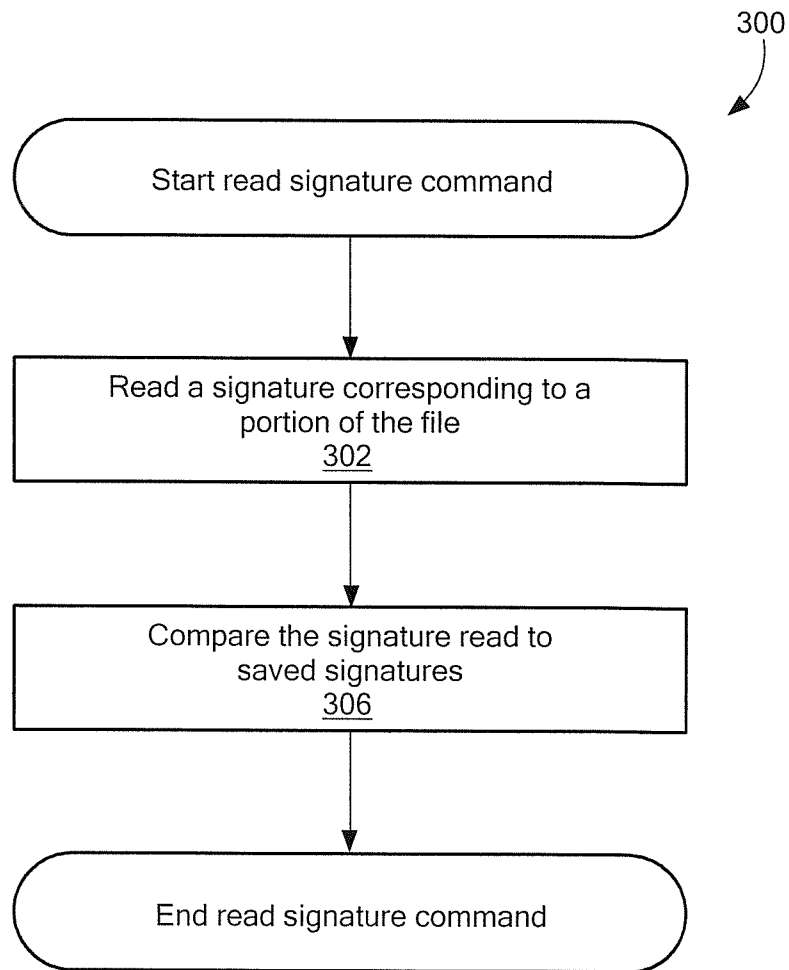 300
Start read signature command
Read a signature corresponding to a
portion of the file
302
Compare the signature read to
saved signatures
306
End read signature command